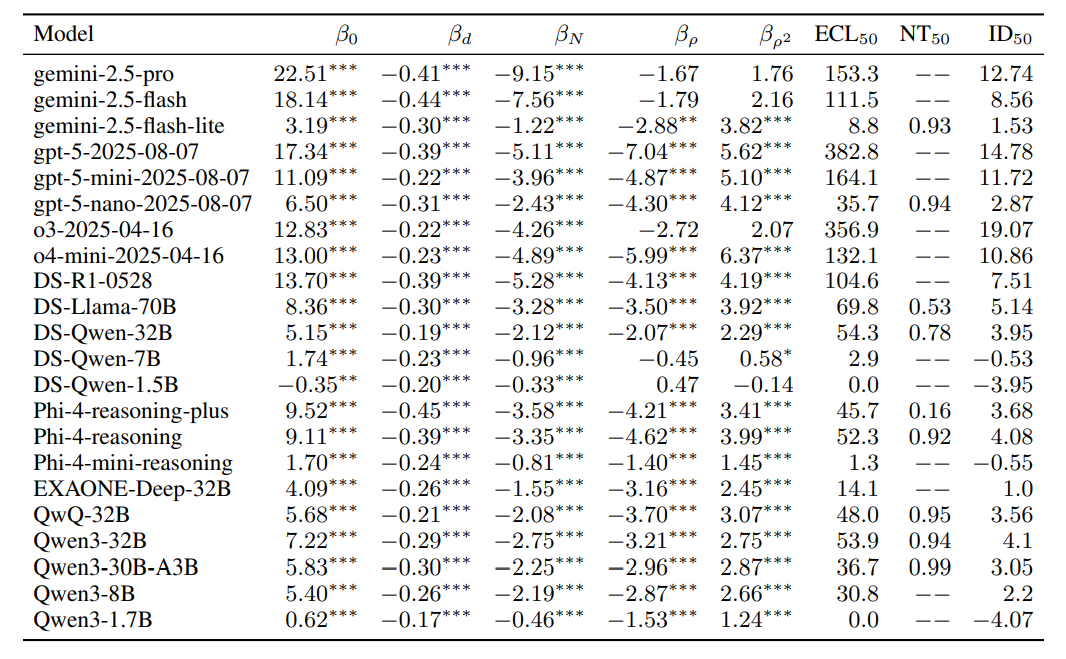 Model β₀ β_d β_N β_ρ β_ρ² ECL₅₀ NT₅₀ ID₅₀
gemini-2.5-pro 22.51*** −0.41*** −9.15*** −1.67 1.76 153.3 −− 12.74
gemini-2.5-flash 18.14*** −0.44*** −7.56*** −1.79 2.16 111.5 −− 8.56
gemini-2.5-flash-lite 3.19*** −0.30*** −1.22*** −2.88** 3.82*** 8.8 0.93 1.53
gpt-5-2025-08-07 17.34*** −0.39*** −5.11*** −7.04*** 5.62*** 382.8 −− 14.78
gpt-5-mini-2025-08-07 11.09*** −0.22*** −3.96*** −4.87*** 5.10*** 164.1 −− 11.72
gpt-5-nano-2025-08-07 6.50*** −0.31*** −2.43*** −4.30*** 4.12*** 35.7 0.94 2.87
o3-2025-04-16 12.83*** −0.22*** −4.26*** −2.72 2.07 356.9 −− 19.07
o4-mini-2025-04-16 13.00*** −0.23*** −4.89*** −5.99*** 6.37*** 132.1 −− 10.86
DS-R1-0528 13.70*** −0.39*** −5.28*** −4.13*** 4.19*** 104.6 −− 7.51
DS-Llama-70B 8.36*** −0.30*** −3.28*** −3.50*** 3.92*** 69.8 0.53 5.14
DS-Qwen-32B 5.15*** −0.19*** −2.12*** −2.07*** 2.29*** 54.3 0.78 3.95
DS-Qwen-7B 1.74*** −0.23*** −0.96*** −0.45 0.58* 2.9 −− −0.53
DS-Qwen-1.5B −0.35** −0.20*** −0.33*** 0.47 −0.14 0.0 −− −3.95
Phi-4-reasoning-plus 9.52*** −0.45*** −3.58*** −4.21*** 3.41*** 45.7 0.16 3.68
Phi-4-reasoning 9.11*** −0.39*** −3.35*** −4.62*** 3.99*** 52.3 0.92 4.08
Phi-4-mini-reasoning 1.70*** −0.24*** −0.81*** −1.40*** 1.45*** 1.3 −− −0.55
EXAONE-Deep-32B 4.09*** −0.26*** −1.55*** −3.16*** 2.45*** 14.1 −− 1.0
QwQ-32B 5.68*** −0.21*** −2.08*** −3.70*** 3.07*** 48.0 0.95 3.56
Qwen3-32B 7.22*** −0.29*** −2.75*** −3.21*** 2.75*** 53.9 0.94 4.1
Qwen3-30B-A3B 5.83*** −0.30*** −2.25*** −2.96*** 2.87*** 36.7 0.99 3.05
Qwen3-8B 5.40*** −0.26*** −2.19*** −2.87*** 2.66*** 30.8 −− 2.2
Qwen3-1.7B 0.62*** −0.17*** −0.46*** −1.53*** 1.24*** 0.0 −− −4.07